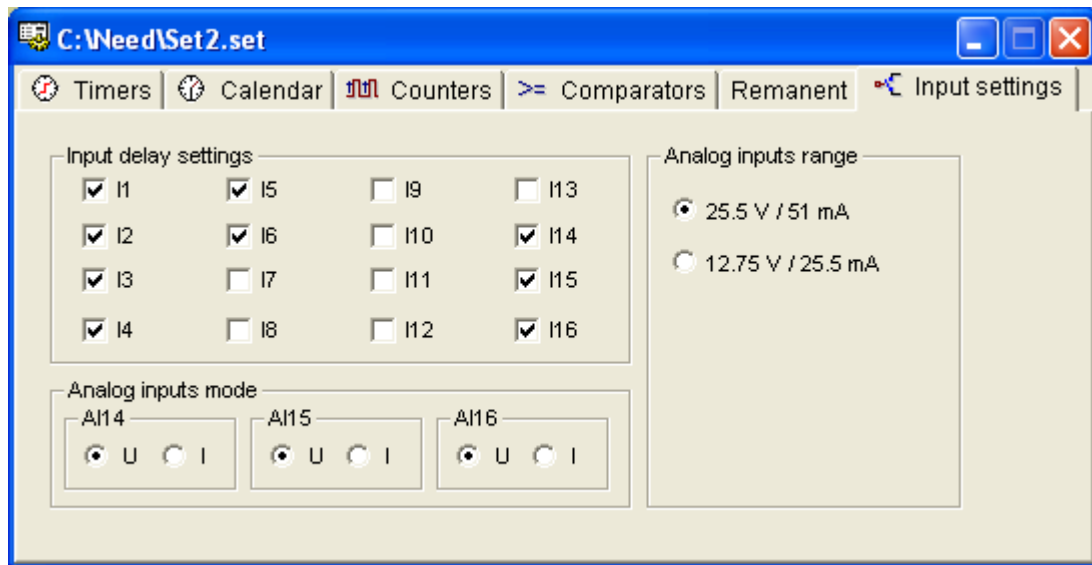 C:\Need\Set2.set
Timers Calendar Counters >= Comparators Remanent Input settings
Input delay settings
I1 I5 I9 I13
I2 I6 I10 I14
I3 I7 I11 I15
I4 I8 I12 I16
Analog inputs mode
AI14 AI15 AI16
U I U I U I
Analog inputs range
25.5 V / 51 mA
12.75 V / 25.5 mA